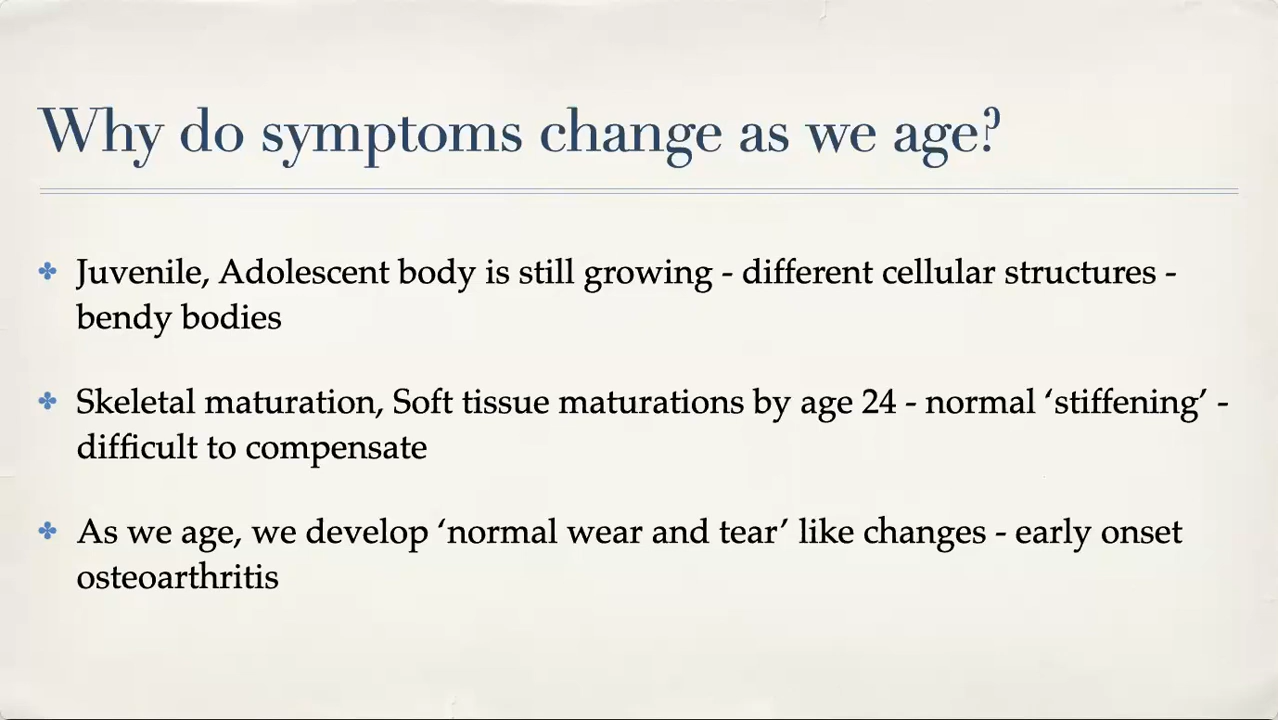 Why do symptoms change as we age?
Juvenile, Adolescent body is still growing - different cellular structures -
bendy bodies
Skeletal maturation, Soft tissue maturations by age 24 - normal ‘stiffening’ -
difficult to compensate
As we age, we develop ‘normal wear and tear’ like changes - early onset
osteoarthritis